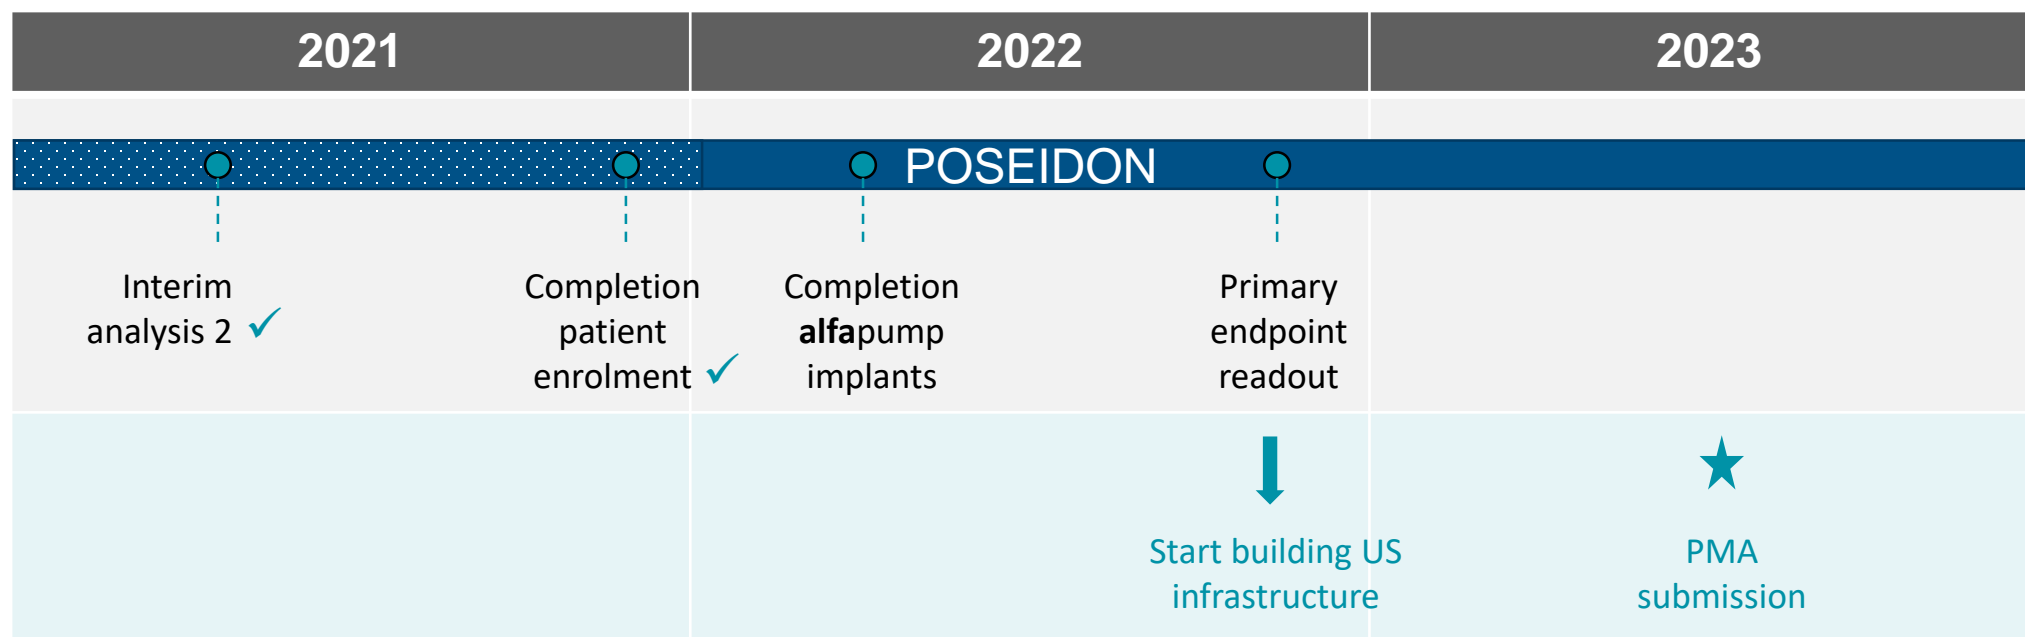 2021
2022
2023
POSEIDON
Interim
analysis 2 ✓
Completion
patient
enrolment ✓
Completion
alfapump
implants
Primary
endpoint
readout
Start building US
infrastructure
PMA
submission